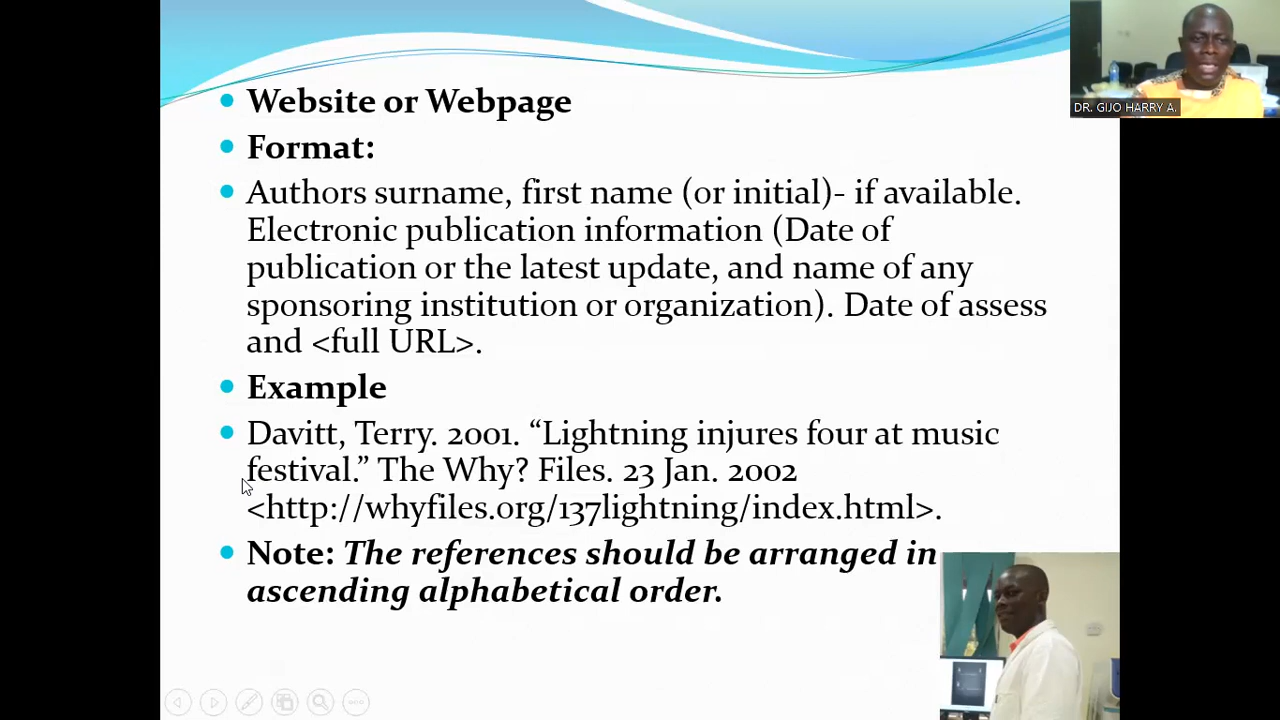 Website or Webpage
Format:
Authors surname, first name (or initial)- if available.
Electronic publication information (Date of
publication or the latest update, and name of any
sponsoring institution or organization). Date of assess
and <full URL>.
Example
Davitt, Terry. 2001. “Lightning injures four at music
festival.” The Why? Files. 23 Jan. 2002
<http://whyfiles.org/137lightning/index.html>.
Note: The references should be arranged in
ascending alphabetical order.
DR. GIJO HARRY A.